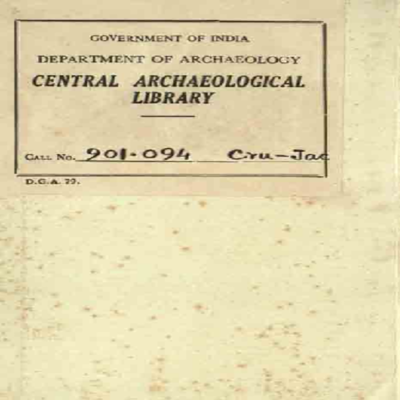 GOVERNMENT OF INDIA
DEPARTMENT OF ARCHAEOLOGY
CENTRAL ARCHAEOLOGICAL
LIBRARY
CALL No. 901.094 Cru-Jac
D.G.A. 79.